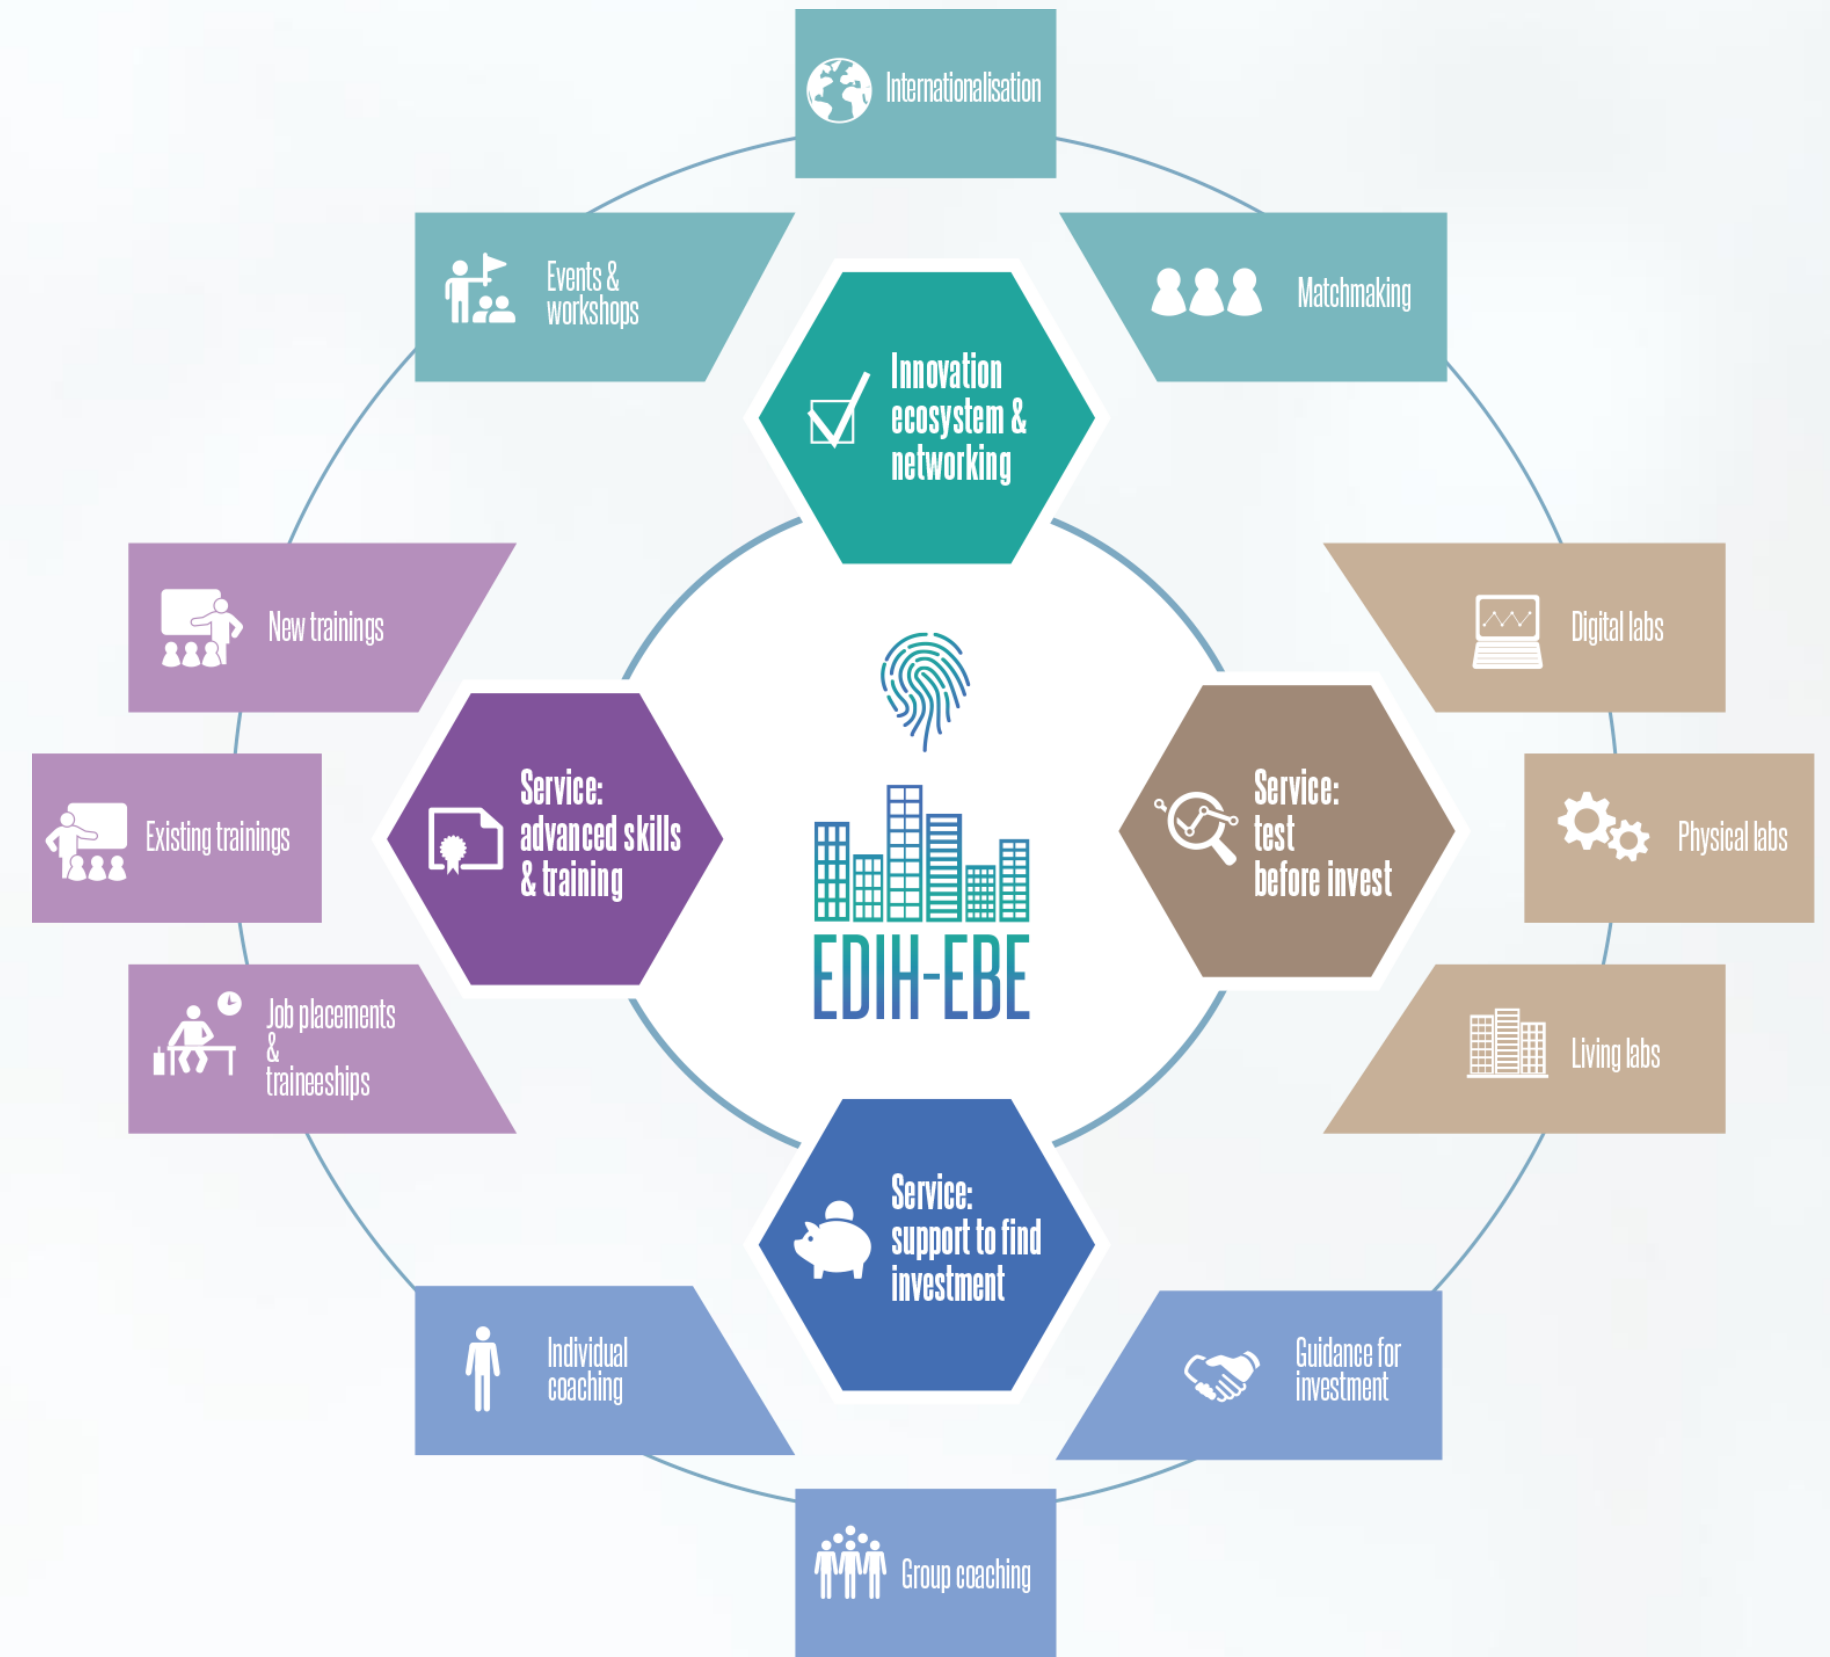 Internationalisation
Events &
workshops
Matchmaking
Innovation
ecosystem &
networking
New trainings
Digital labs
Existing trainings
Service:
advanced skills
& training
Service:
test
before invest
Physical labs
EDIH-EBE
Job placements
&
traineeships
Living labs
Service:
support to find
investment
Individual
coaching
Guidance for
investment
Group coaching